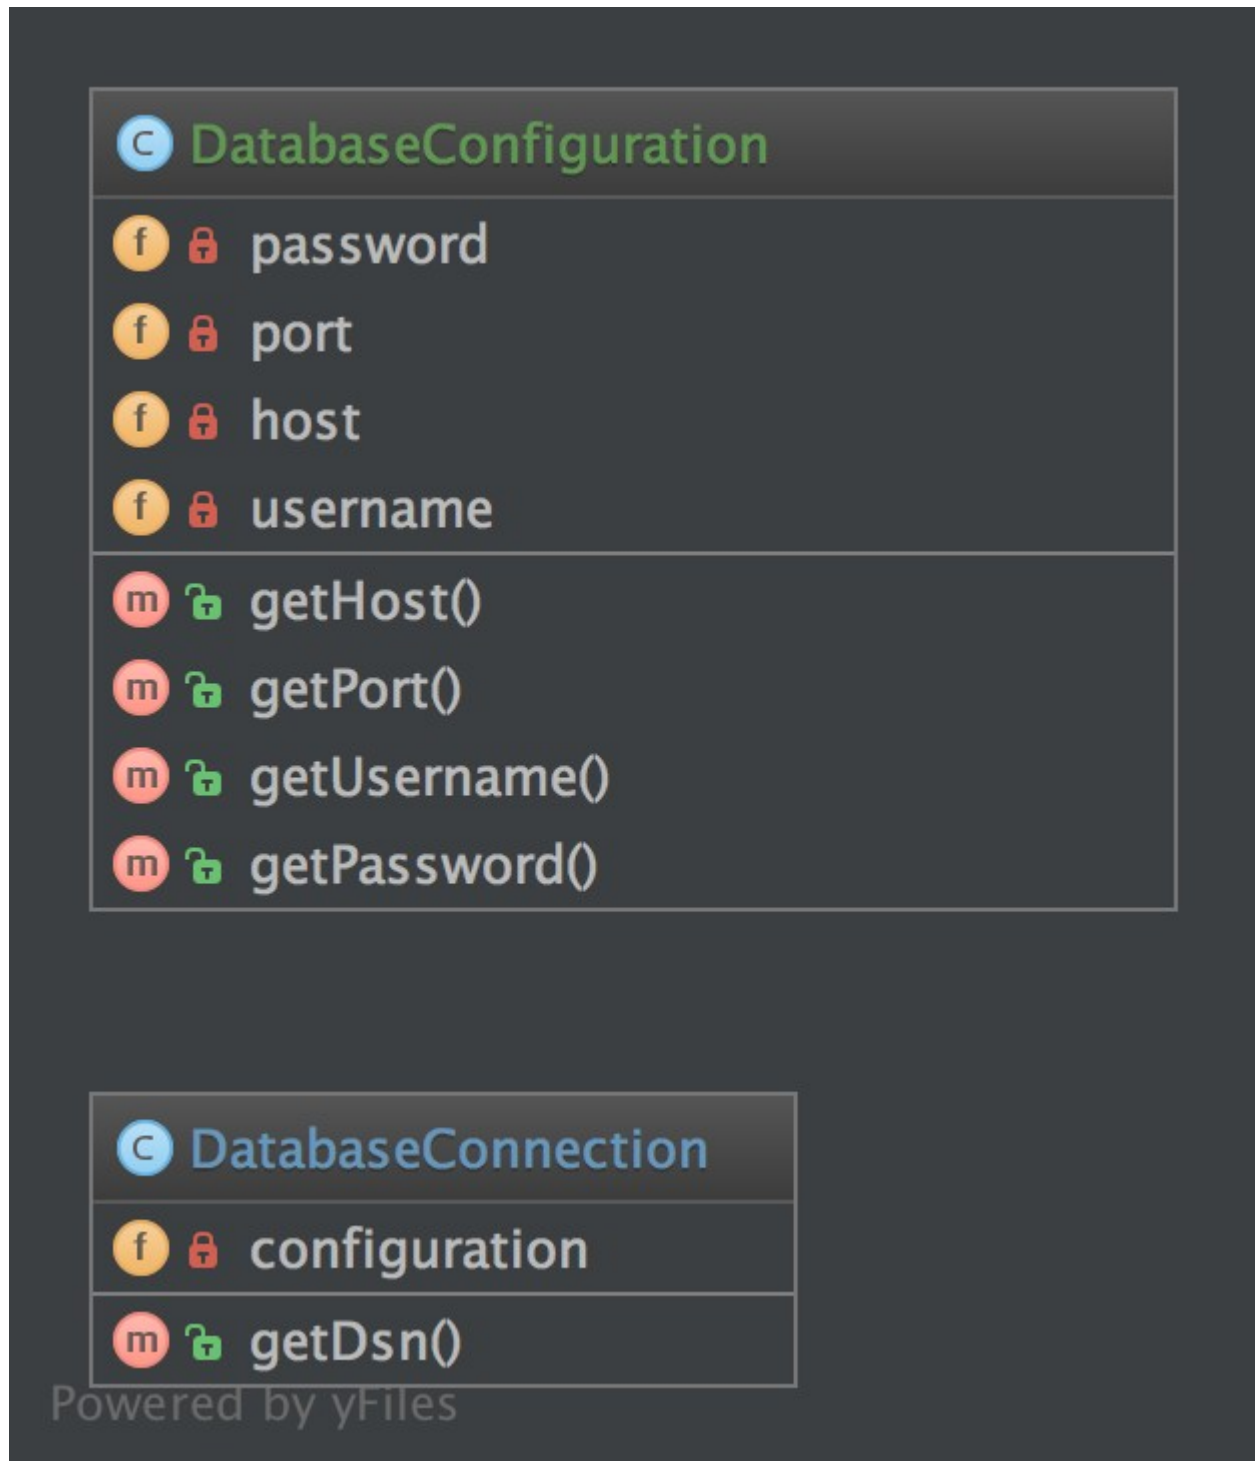 C DatabaseConfiguration
f password
f port
f host
f username
m getHost()
m getPort()
m getUsername()
m getPassword()
C DatabaseConnection
f configuration
m getDsn()
Powered by yFiles